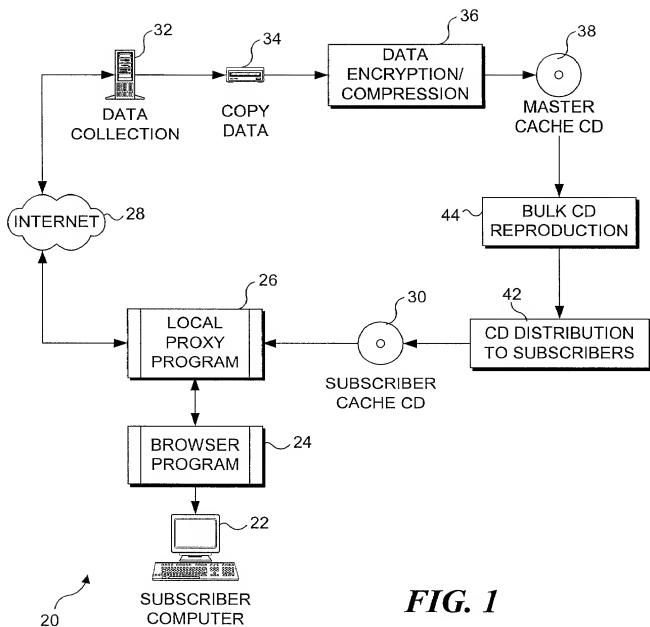 32
34
36
38
DATA
COLLECTION
COPY
DATA
DATA
ENCRYPTION/
COMPRESSION
MASTER
CACHE CD
INTERNET
28
44
BULK CD
REPRODUCTION
26
LOCAL
PROXY
PROGRAM
30
SUBSCRIBER
CACHE CD
42
CD DISTRIBUTION
TO SUBSCRIBERS
BROWSER
PROGRAM
24
22
SUBSCRIBER
COMPUTER
20
FIG. 1